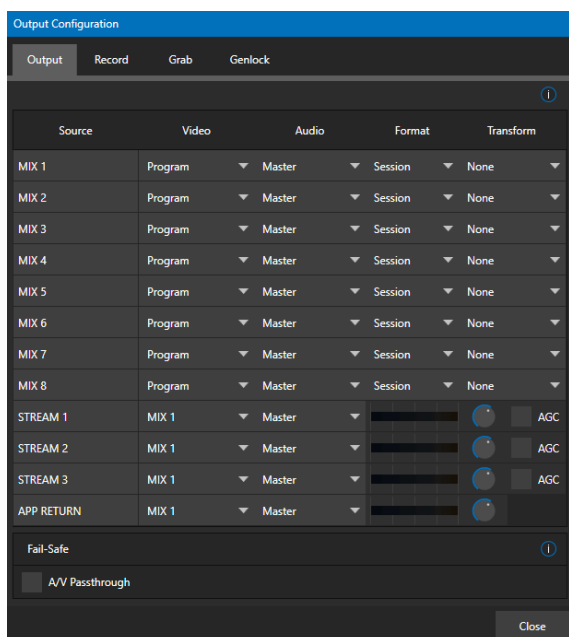 Output Configuration
Output Record Grab Genlock
Source Video Audio Format Transform
MIX 1 Program Master Session None
MIX 2 Program Master Session None
MIX 3 Program Master Session None
MIX 4 Program Master Session None
MIX 5 Program Master Session None
MIX 6 Program Master Session None
MIX 7 Program Master Session None
MIX 8 Program Master Session None
STREAM 1 MIX 1 Master AGC
STREAM 2 MIX 1 Master AGC
STREAM 3 MIX 1 Master AGC
APP RETURN MIX 1 Master
Fail-Safe
A/V Passthrough
Close